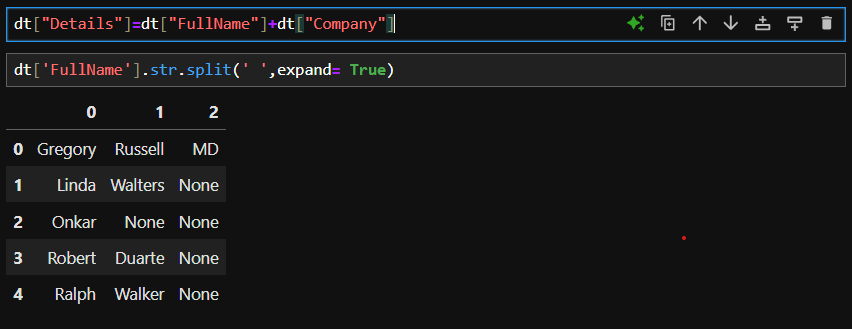 dt["Details"]=dt["FullName"]+dt["Company"]
dt['FullName'].str.split(' ',expand= True)
0 1 2
0 Gregory Russell MD
1 Linda Walters None
2 Onkar None None
3 Robert Duarte None
4 Ralph Walker None